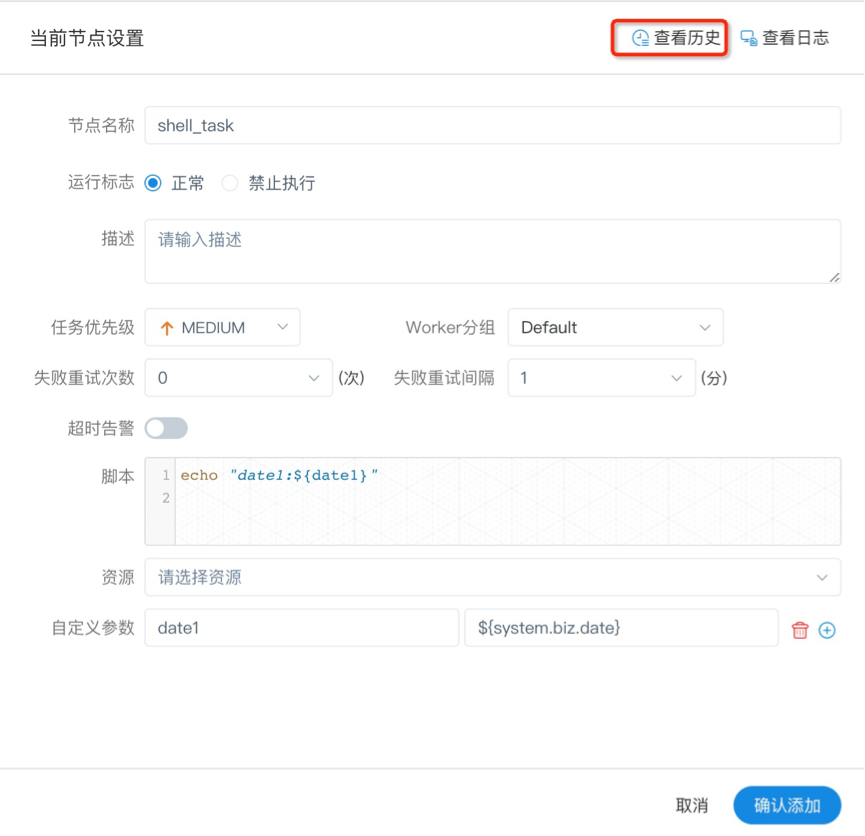 当前节点设置 查看历史 查看日志
节点名称 shell_task
运行标志 正常 禁止执行
描述 请输入描述
任务优先级 MEDIUM Worker分组 Default
失败重试次数 0 (次) 失败重试间隔 1 (分)
超时告警
脚本 1 echo "date1:${date1}"
2
资源 请选择资源
自定义参数 date1 ${system.biz.date}
取消 确认添加